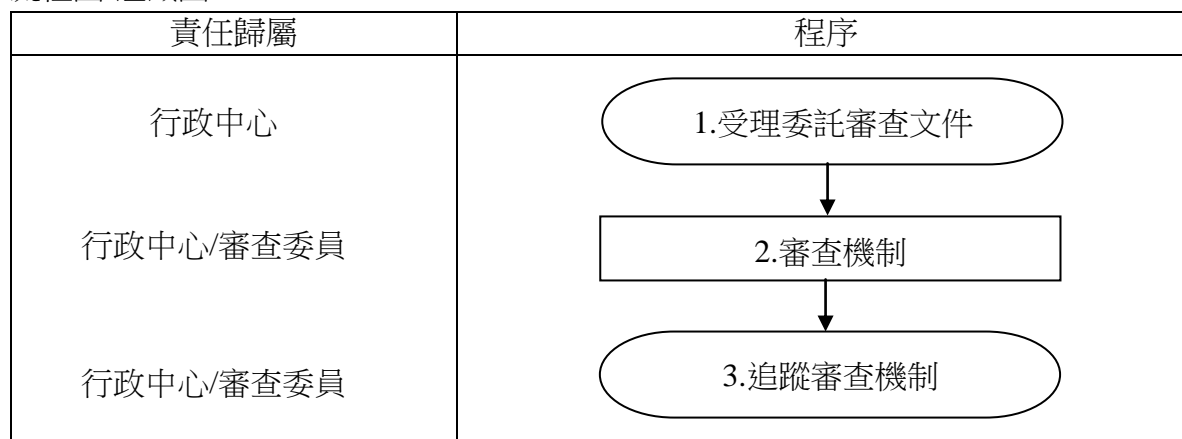 責任歸屬 程序
行政中心 1.受理委託審查文件
行政中心/審查委員 2.審查機制
行政中心/審查委員 3.追蹤審查機制